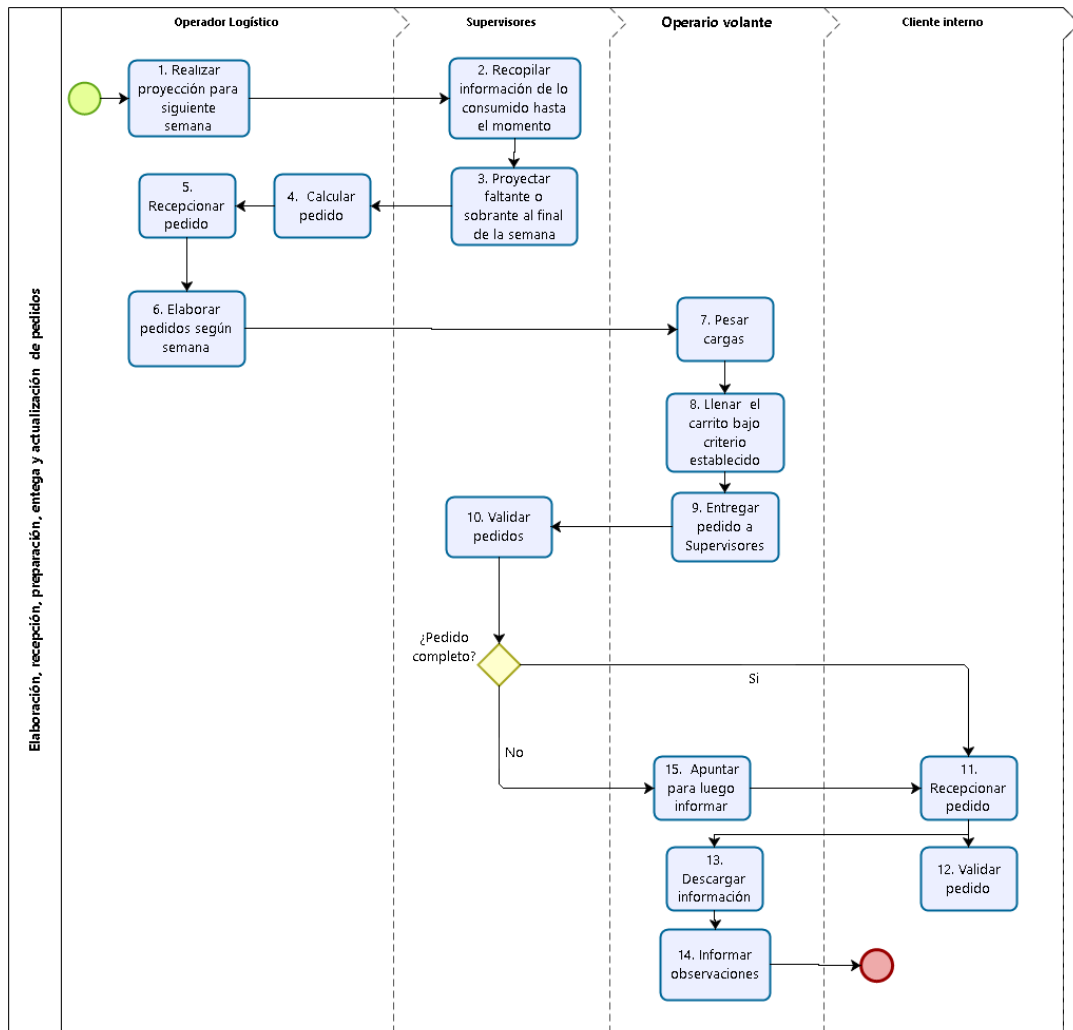 Elaboración, recepción, preparación, entega y actualización de pedidos
Operador Logístico
Supervisores
Operario volante
Cliente interno
1. Realizar
proyección para
siguiente
semana
2. Recopilar
información de lo
consumido hasta
el momento
3. Proyectar
faltante o
sobrante al final
de la semana
4. Calcular
pedido
5.
Recepcionar
pedido
6. Elaborar
pedidos según
semana
7. Pesar
cargas
8. Llenar el
carrito bajo
criterio
establecido
9. Entregar
pedido a
Supervisores
10. Validar
pedidos
¿Pedido
completo?
Si
No
15. Apuntar
para luego
informar
11.
Recepcionar
pedido
12. Validar
pedido
13.
Descargar
información
14. Informar
observaciones